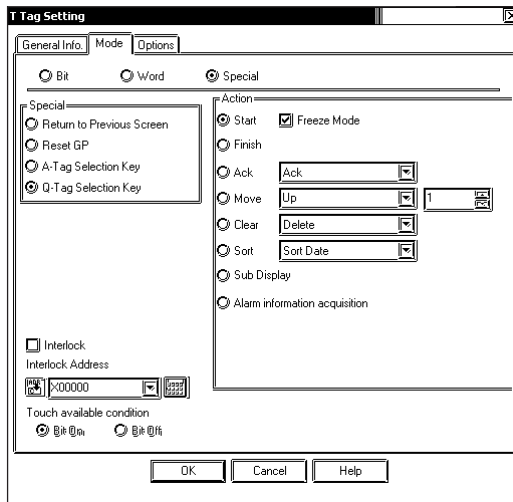 T Tag Setting
General Info. Mode Options
Bit Word Special
Special
Return to Previous Screen
Reset GP
A-Tag Selection Key
Q-Tag Selection Key
Action
Start Freeze Mode
Finish
Ack Ack
Move Up 1
Clear Delete
Sort Sort Date
Sub Display
Alarm information acquisition
Interlock
Interlock Address
X00000
Touch available condition
Bit On Bit Off
OK Cancel Help